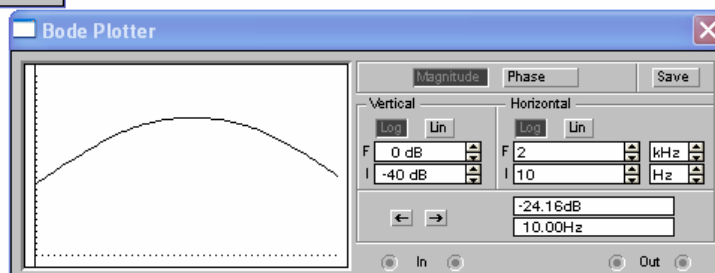 Bode Plotter
Magnitude Phase Save
Vertical Horizontal
Log Lin Log Lin
F 0 dB F 2 kHz
I -40 dB I 10 Hz
-24.16dB
10.00Hz
In Out